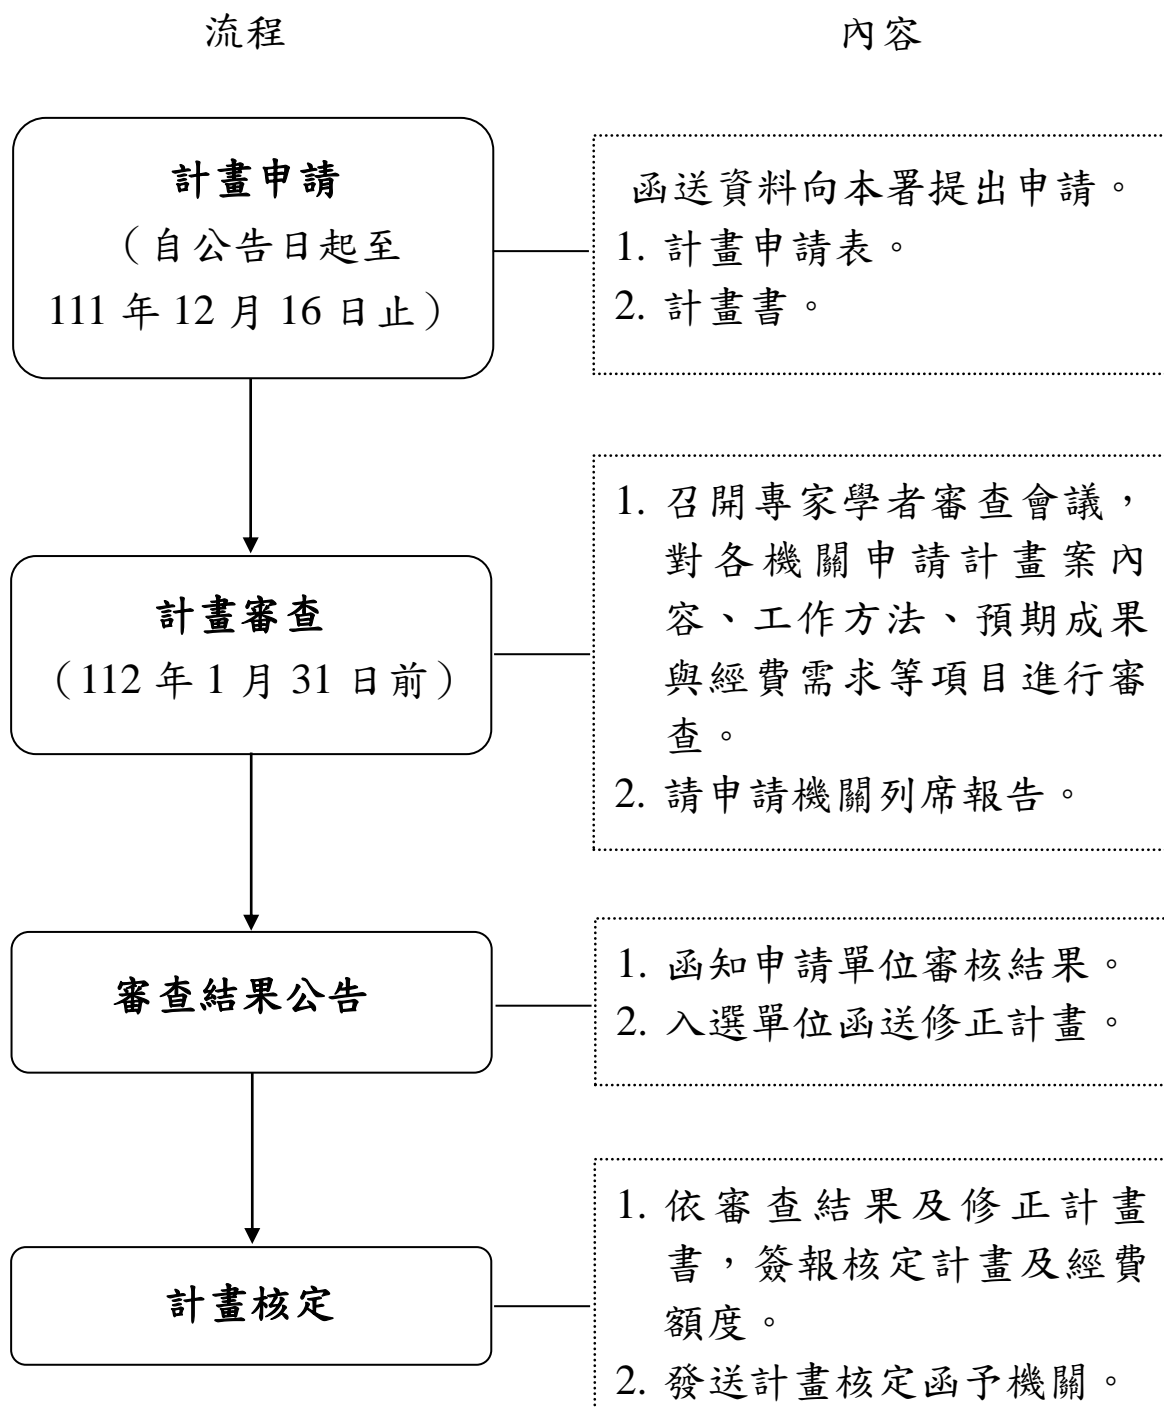 流程
內容
計畫申請
（自公告日起至
111 年 12 月 16 日止）
函送資料向本署提出申請。
1. 計畫申請表。
2. 計畫書。
計畫審查
（112 年 1 月 31 日前）
1. 召開專家學者審查會議，
對各機關申請計畫案內
容、工作方法、預期成果
與經費需求等項目進行審
查。
2. 請申請機關列席報告。
審查結果公告
1. 函知申請單位審核結果。
2. 入選單位函送修正計畫。
計畫核定
1. 依審查結果及修正計畫
書，簽報核定計畫及經費
額度。
2. 發送計畫核定函予機關。